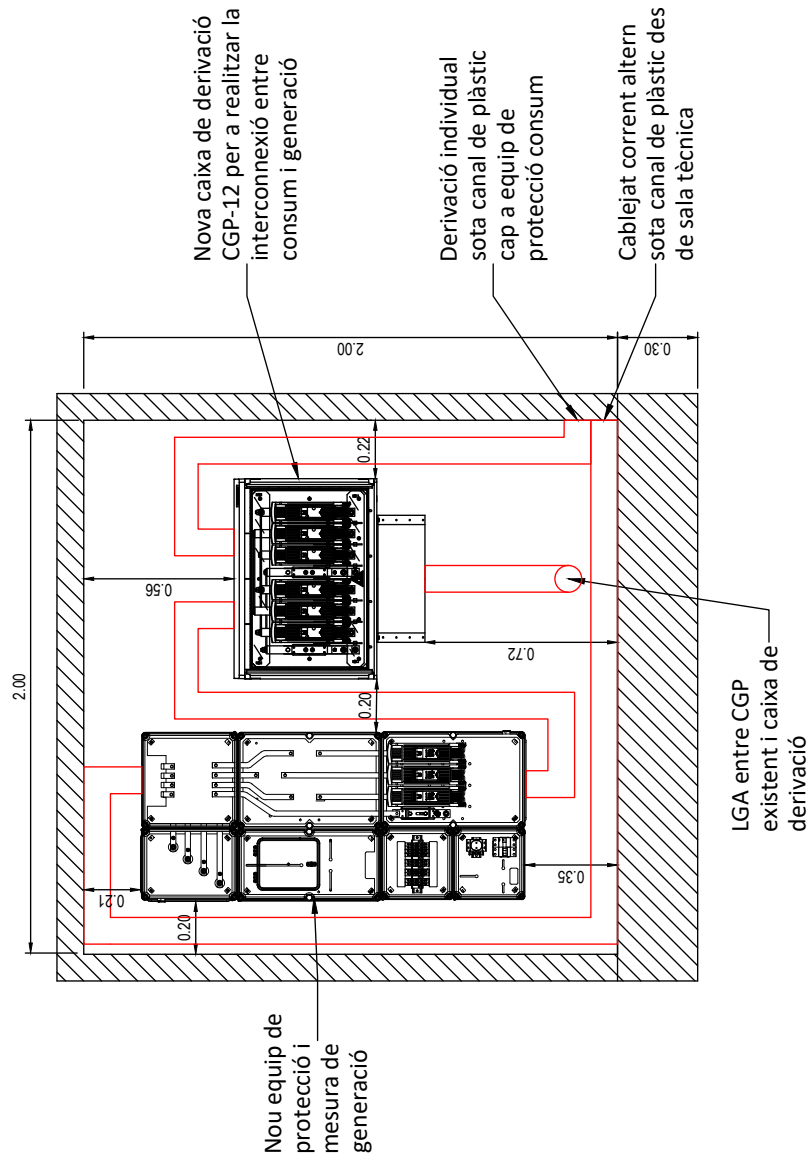 Nova caixa de derivació
CGP-12 per a realitzar la
interconnexió entre
consum i generació
Derivació individual
sota canal de plàstic
cap a equip de
protecció consum
Cablejat corrent altern
sota canal de plàstic des
de sala tècnica
2.00
0.30
2.00
0.22
0.56
0.72
0.20
0.21
0.20
0.35
LGA entre CGP
existent i caixa de
derivació
Nou equip de
protecció i
mesura de
generació